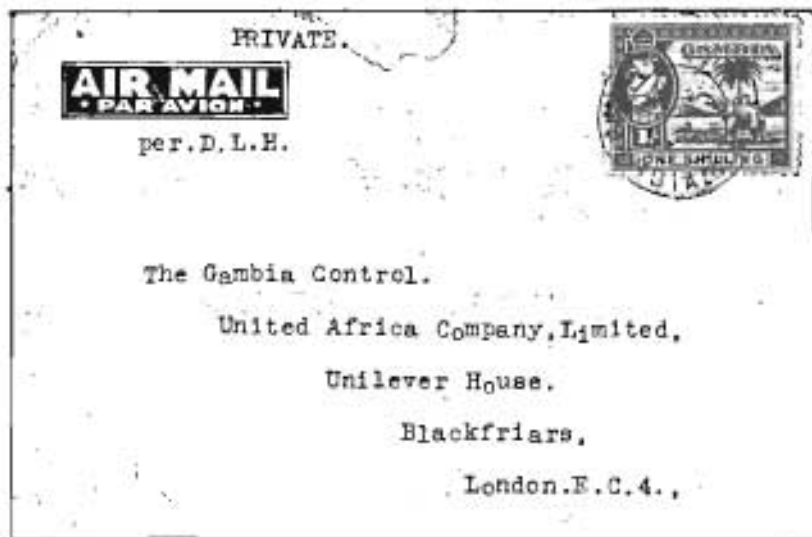 PRIVATE.
AIR MAIL
• PAR AVION •
per.D.L.H.
GAMBIA
ONE SHILLING
The Gambia Control.
United Africa Company,Limited,
Unilever House.
Blackfriars,
London.E.C.4.,